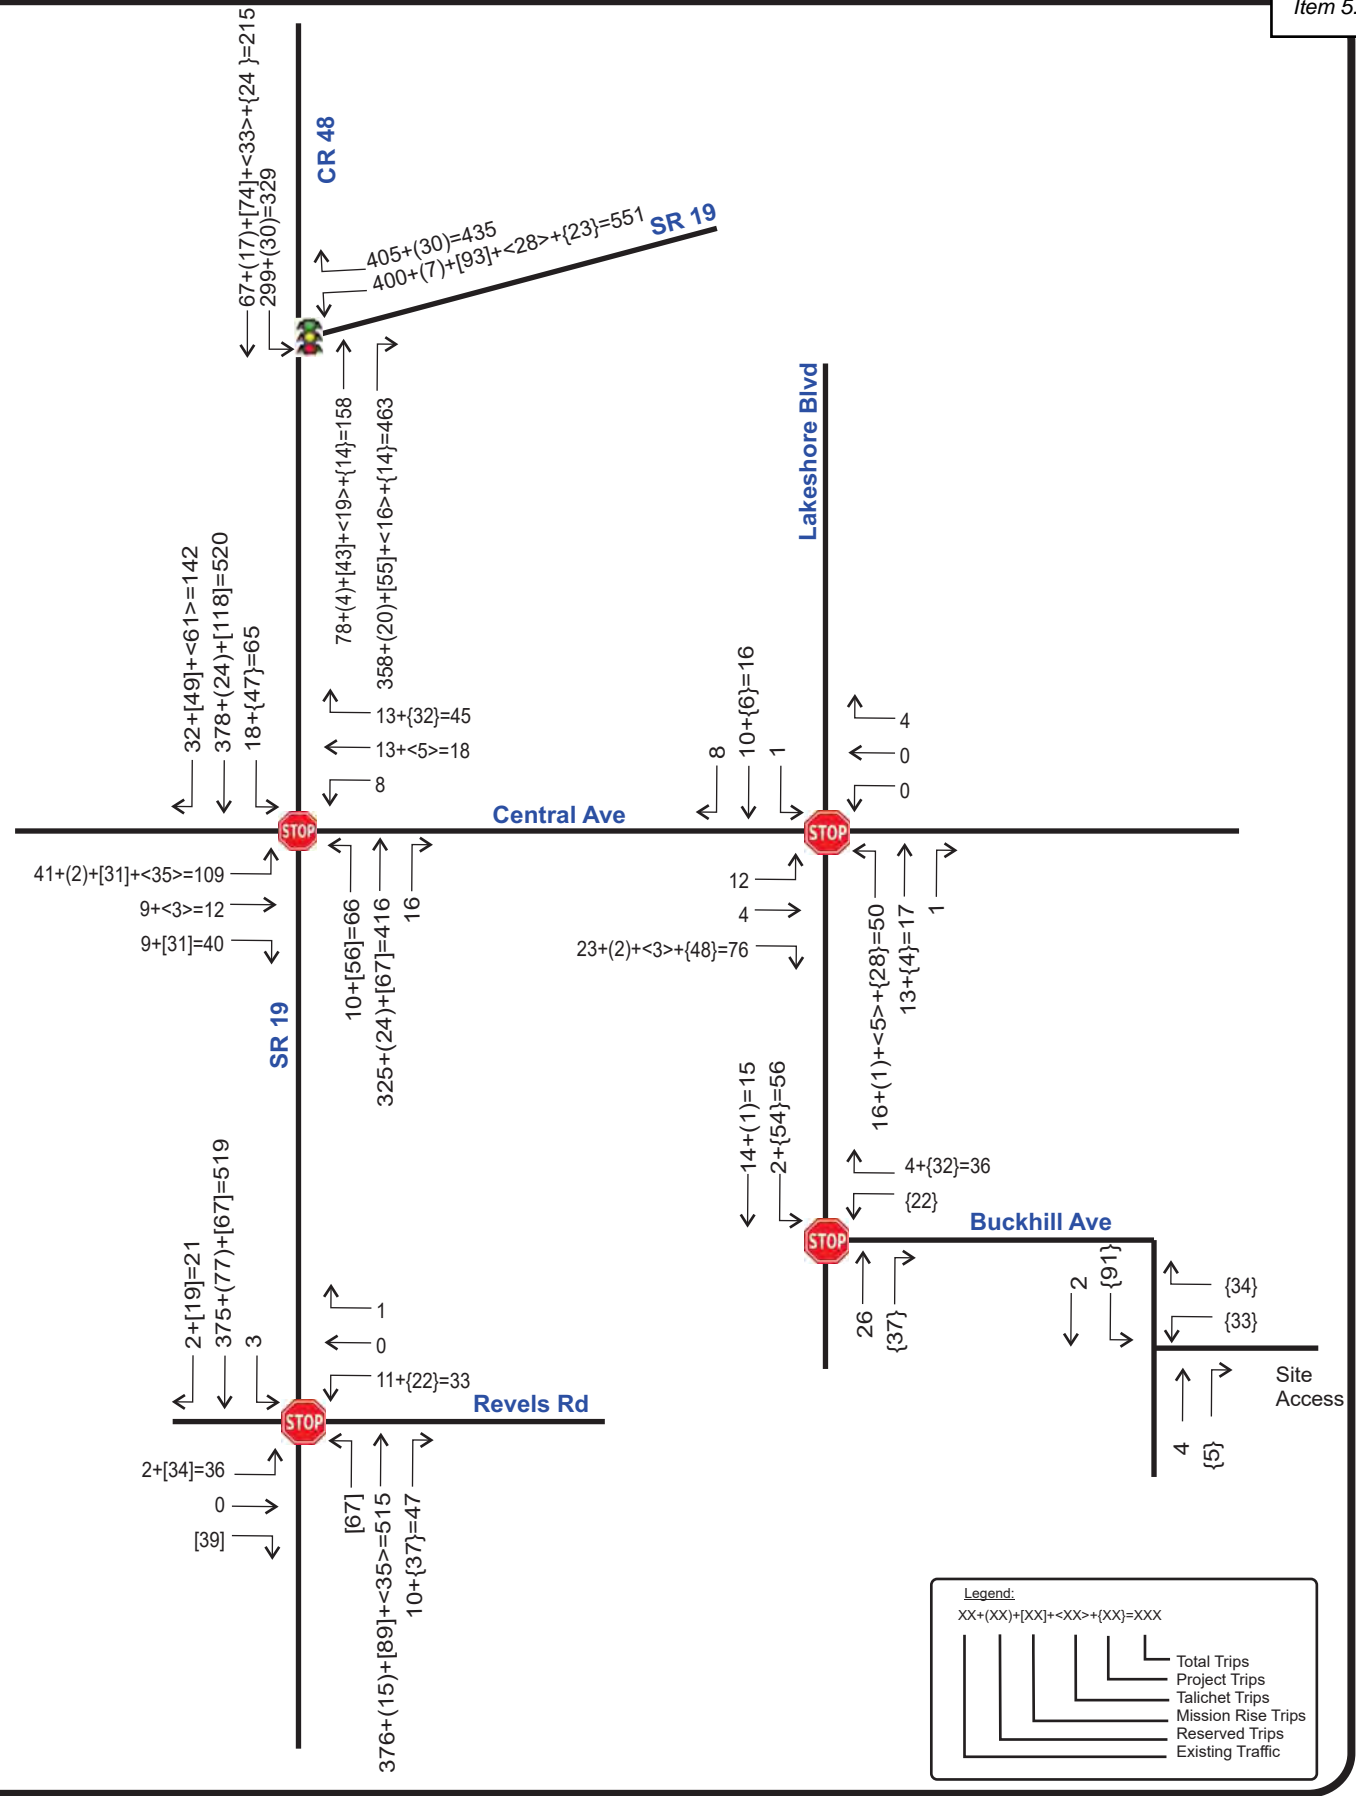 Item 5.
67+(17)+[74]+<33>+{24 }=215
299+(30)=329
CR 48
405+(30)=435
400+(7)+[93]+<28>+{23}=551
SR 19
78+(4)+[43]+<19>+{14}=158
358+(20)+[55]+<16>+{14}=463
Lakeshore Blvd
32+[49]+<61>=142
378+(24)+[118]=520
18+{47}=65
13+{32}=45
13+<5>=18
8
8
10+{6}=16
1
4
0
0
Central Ave
STOP
STOP
41+(2)+[31]+<35>=109
9+<3>=12
9+[31]=40
10+[56]=66
325+(24)+[67]=416
16
12
4
23+(2)+<3>+{48}=76
16+(1)+<5>+{28}=50
13+{4}=17
1
SR 19
14+(1)=15
2+{54}=56
4+{32}=36
{22}
STOP
Buckhill Ave
26
{37}
2
{91}
{34}
{33}
Site
Access
4
{5}
2+[19]=21
375+(77)+[67]=519
3
1
0
11+{22}=33
Revels Rd
STOP
2+[34]=36
0
[39]
[67]
376+(15)+[89]+<35>=515
10+{37}=47
Legend:
XX+(XX)+[XX]+<XX>+{XX}=XXX
Total Trips
Project Trips
Talichet Trips
Mission Rise Trips
Reserved Trips
Existing Traffic